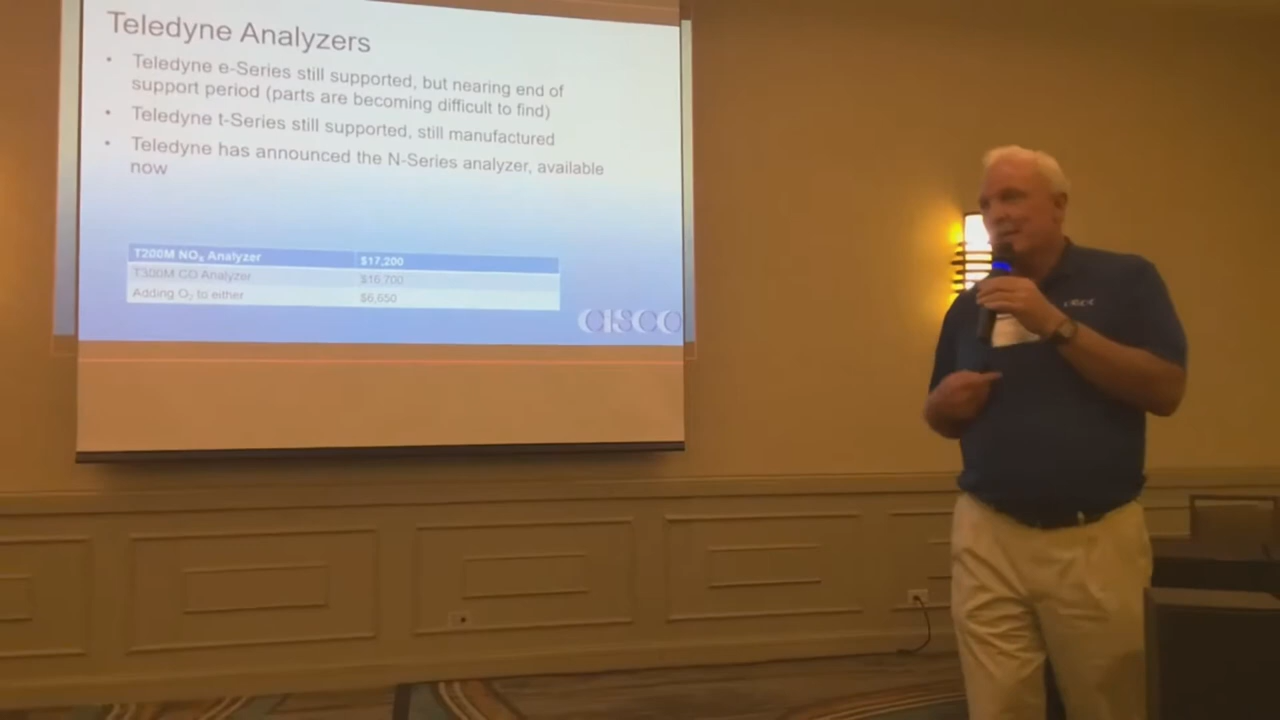 Teledyne Analyzers
• Teledyne e-Series still supported, but nearing end of
support period (parts are becoming difficult to find)
• Teledyne t-Series still supported, still manufactured
• Teledyne has announced the N-Series analyzer, available
now
T200M NOx Analyzer $17,200
T300M CO Analyzer $16,700
Adding O2 to either $6,650
CISCO